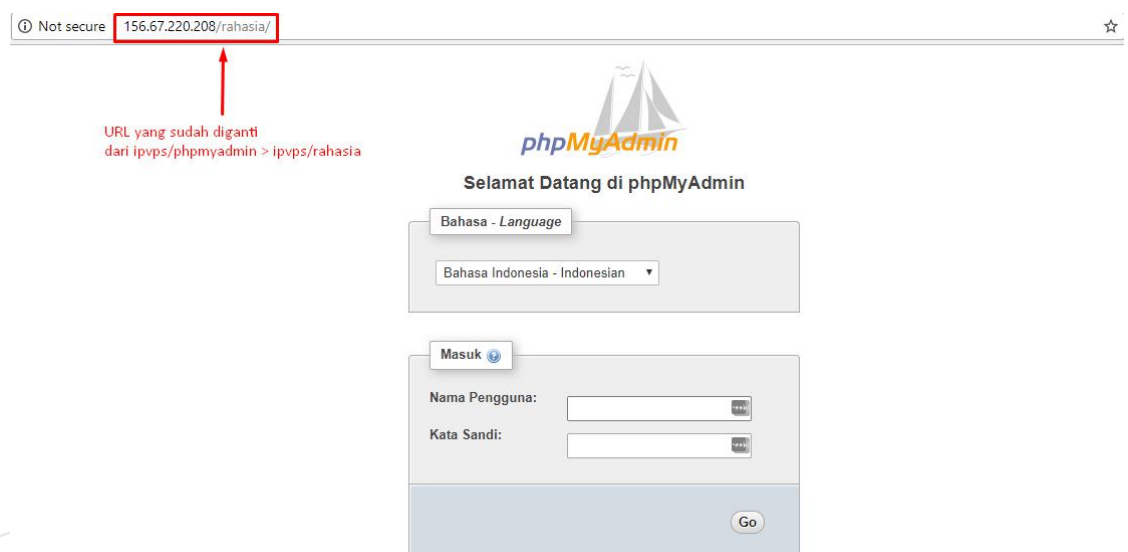 Not secure 156.67.220.208/rahasia/
URL yang sudah diganti
dari ipvps/phpmyadmin > ipvps/rahasia
phpMyAdmin
Selamat Datang di phpMyAdmin
Bahasa - Language
Bahasa Indonesia - Indonesian
Masuk
Nama Pengguna:
Kata Sandi:
Go